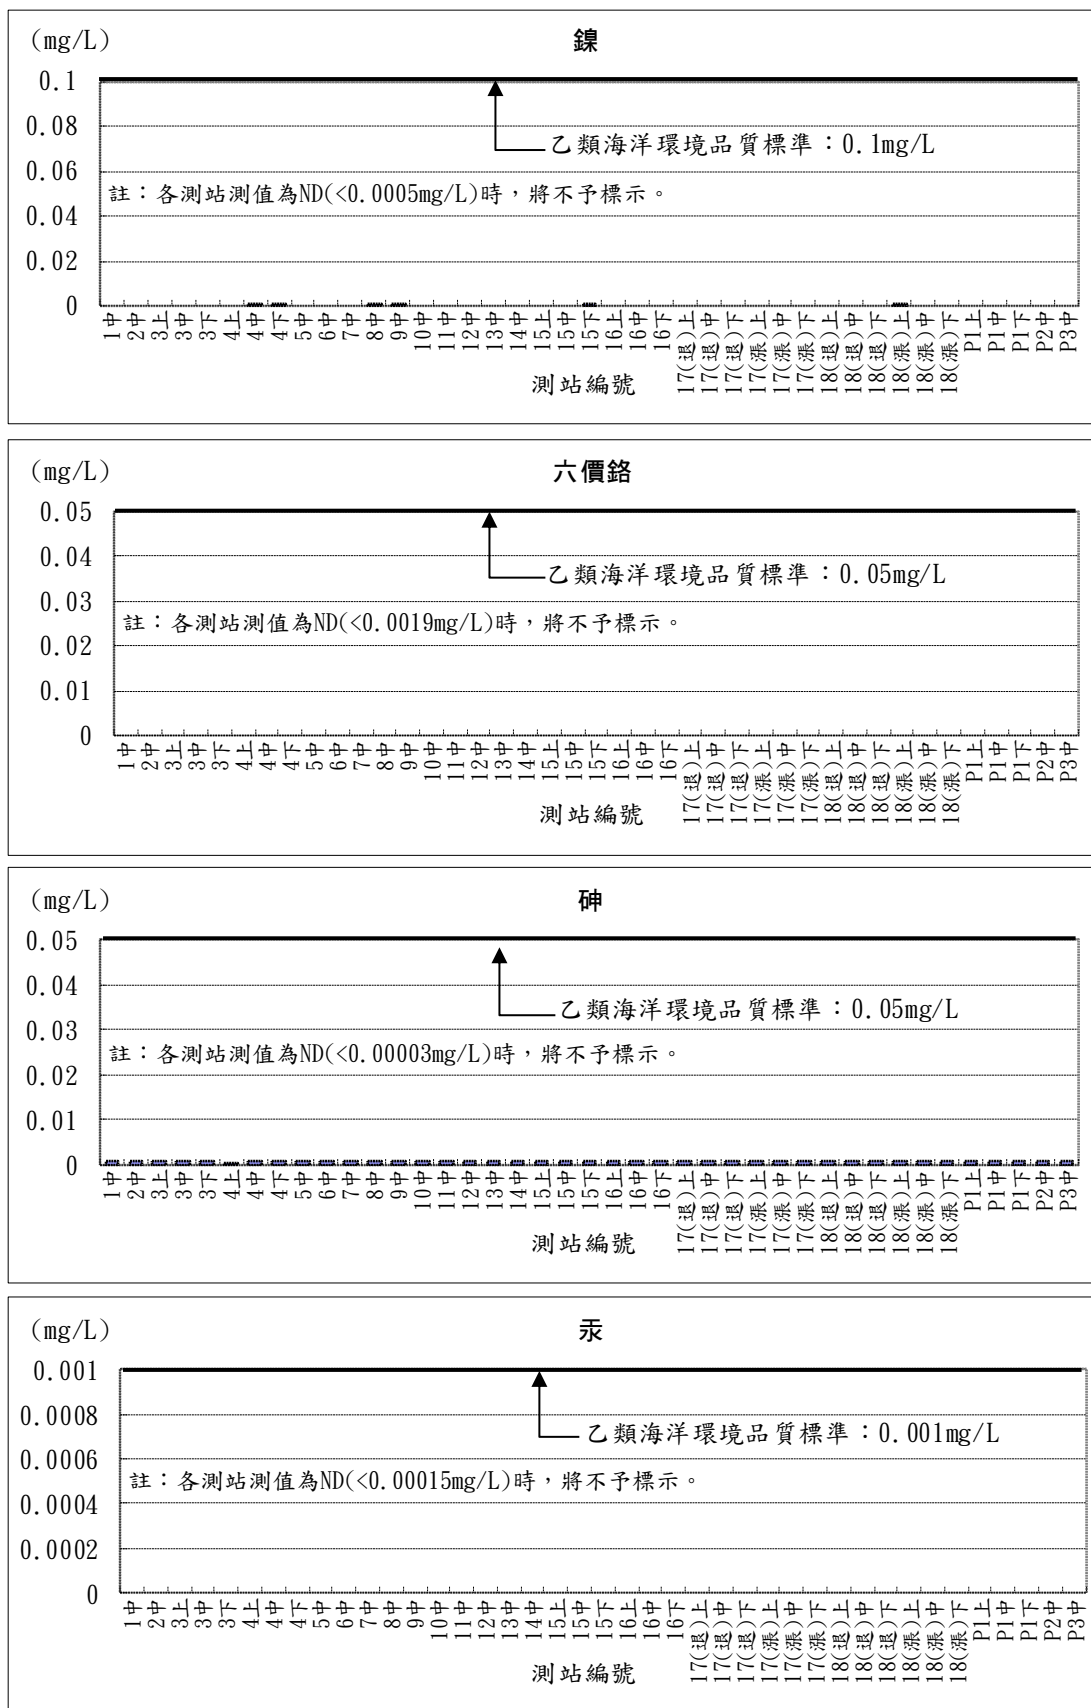 (mg/L)
鎳
0.1
0.08
0.06
0.04
0.02
0
乙類海洋環境品質標準：0.1mg/L
註：各測站測值為ND(<0.0005mg/L)時，將不予標示。
1中 2中 3上 3中 3下 4上 4中 4下 5中 6中 7中 8中 9中 10中 11中 12中 13中 14中 15上 15中 15下 16上 16中 16下 17(退)上 17(退)中 17(退)下 17(漲)上 17(漲)中 17(漲)下 18(退)上 18(退)中 18(退)下 18(漲)上 18(漲)中 18(漲)下 P1上 P1中 P1下 P2中 P3中
測站編號
(mg/L)
六價鉻
0.05
0.04
0.03
0.02
0.01
0
乙類海洋環境品質標準：0.05mg/L
註：各測站測值為ND(<0.0019mg/L)時，將不予標示。
1中 2中 3上 3中 3下 4上 4中 4下 5中 6中 7中 8中 9中 10中 11中 12中 13中 14中 15上 15中 15下 16上 16中 16下 17(退)上 17(退)中 17(退)下 17(漲)上 17(漲)中 17(漲)下 18(退)上 18(退)中 18(退)下 18(漲)上 18(漲)中 18(漲)下 P1上 P1中 P1下 P2中 P3中
測站編號
(mg/L)
砷
0.05
0.04
0.03
0.02
0.01
0
乙類海洋環境品質標準：0.05mg/L
註：各測站測值為ND(<0.00003mg/L)時，將不予標示。
1中 2中 3上 3中 3下 4上 4中 4下 5中 6中 7中 8中 9中 10中 11中 12中 13中 14中 15上 15中 15下 16上 16中 16下 17(退)上 17(退)中 17(退)下 17(漲)上 17(漲)中 17(漲)下 18(退)上 18(退)中 18(退)下 18(漲)上 18(漲)中 18(漲)下 P1上 P1中 P1下 P2中 P3中
測站編號
(mg/L)
汞
0.001
0.0008
0.0006
0.0004
0.0002
0
乙類海洋環境品質標準：0.001mg/L
註：各測站測值為ND(<0.00015mg/L)時，將不予標示。
1中 2中 3上 3中 3下 4上 4中 4下 5中 6中 7中 8中 9中 10中 11中 12中 13中 14中 15上 15中 15下 16上 16中 16下 17(退)上 17(退)中 17(退)下 17(漲)上 17(漲)中 17(漲)下 18(退)上 18(退)中 18(退)下 18(漲)上 18(漲)中 18(漲)下 P1上 P1中 P1下 P2中 P3中
測站編號